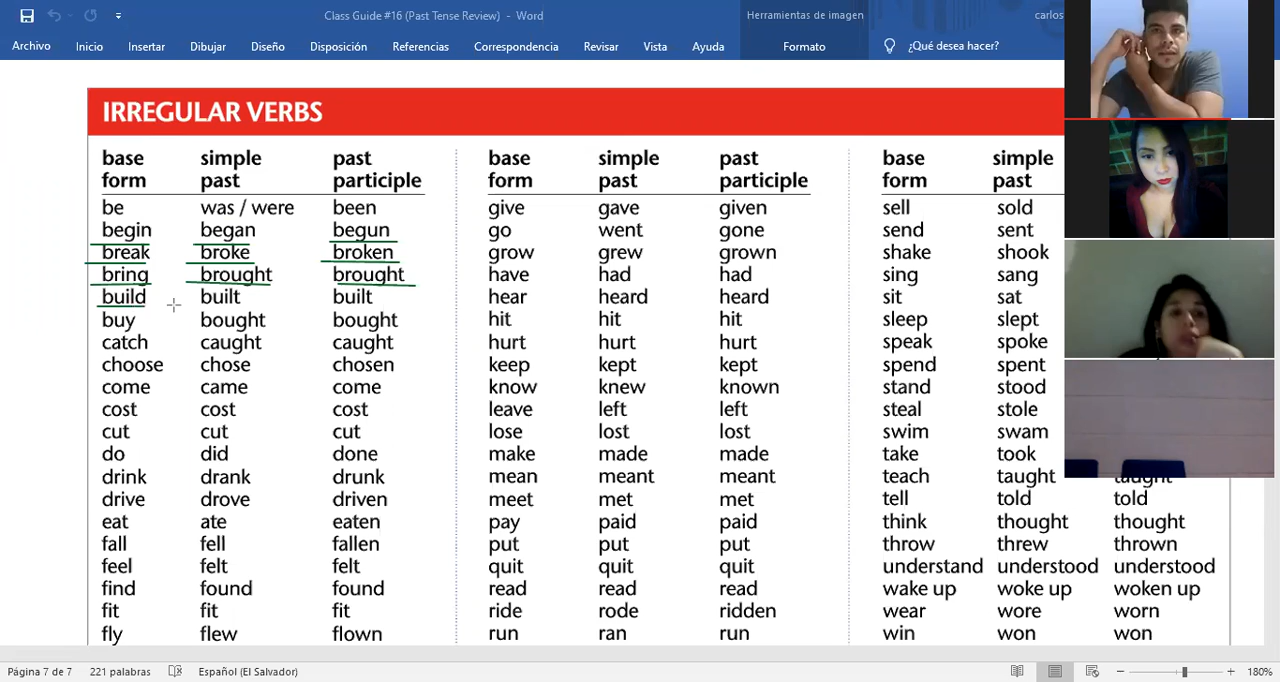 Class Guide #16 (Past Tense Review) - Word
Herramientas de imagen
carlos
Archivo Inicio Insertar Dibujar Diseño Disposición Referencias Correspondencia Revisar Vista Ayuda Formato ¿Qué desea hacer?
IRREGULAR VERBS
base simple past base simple past base simple
form past participle form past participle form past
be was / were been give gave given sell sold
begin began begun go went gone send sent
break broke broken grow grew grown shake shook
bring brought brought have had had sing sang
build built built hear heard heard sit sat
buy bought bought hit hit hit sleep slept
catch caught caught hurt hurt hurt speak spoke
choose chose chosen keep kept kept spend spent
come came come know knew known stand stood
cost cost cost leave left left steal stole
cut cut cut lose lost lost swim swam
do did done make made made take took
drink drank drunk mean meant meant teach taught taught
drive drove driven meet met met tell told told
eat ate eaten pay paid paid think thought thought
fall fell fallen put put put throw threw thrown
feel felt felt quit quit quit understand understood understood
find found found read read read wake up woke up woken up
fit fit fit ride rode ridden wear wore worn
fly flew flown run ran run win won won
Página 7 de 7 221 palabras Español (El Salvador) 180%